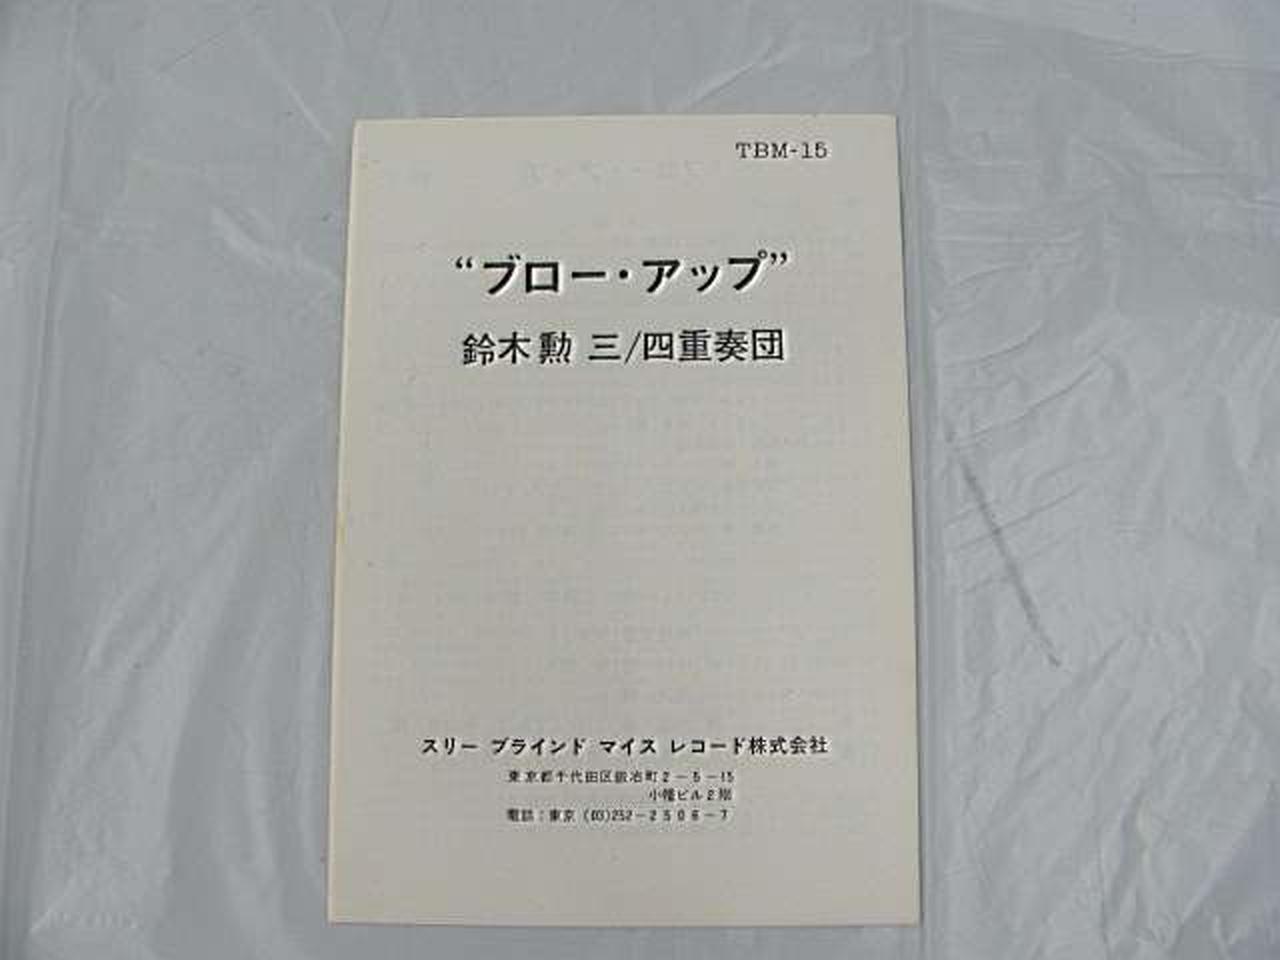 TBM-15
“ブロー・アップ”
鈴木勲 三/四重奏団
スリー ブラインド マイス レコード株式会社
東京都千代田区鍛冶町2-5-15
小幡ビル2階
電話:東京 (03)252-2506-7